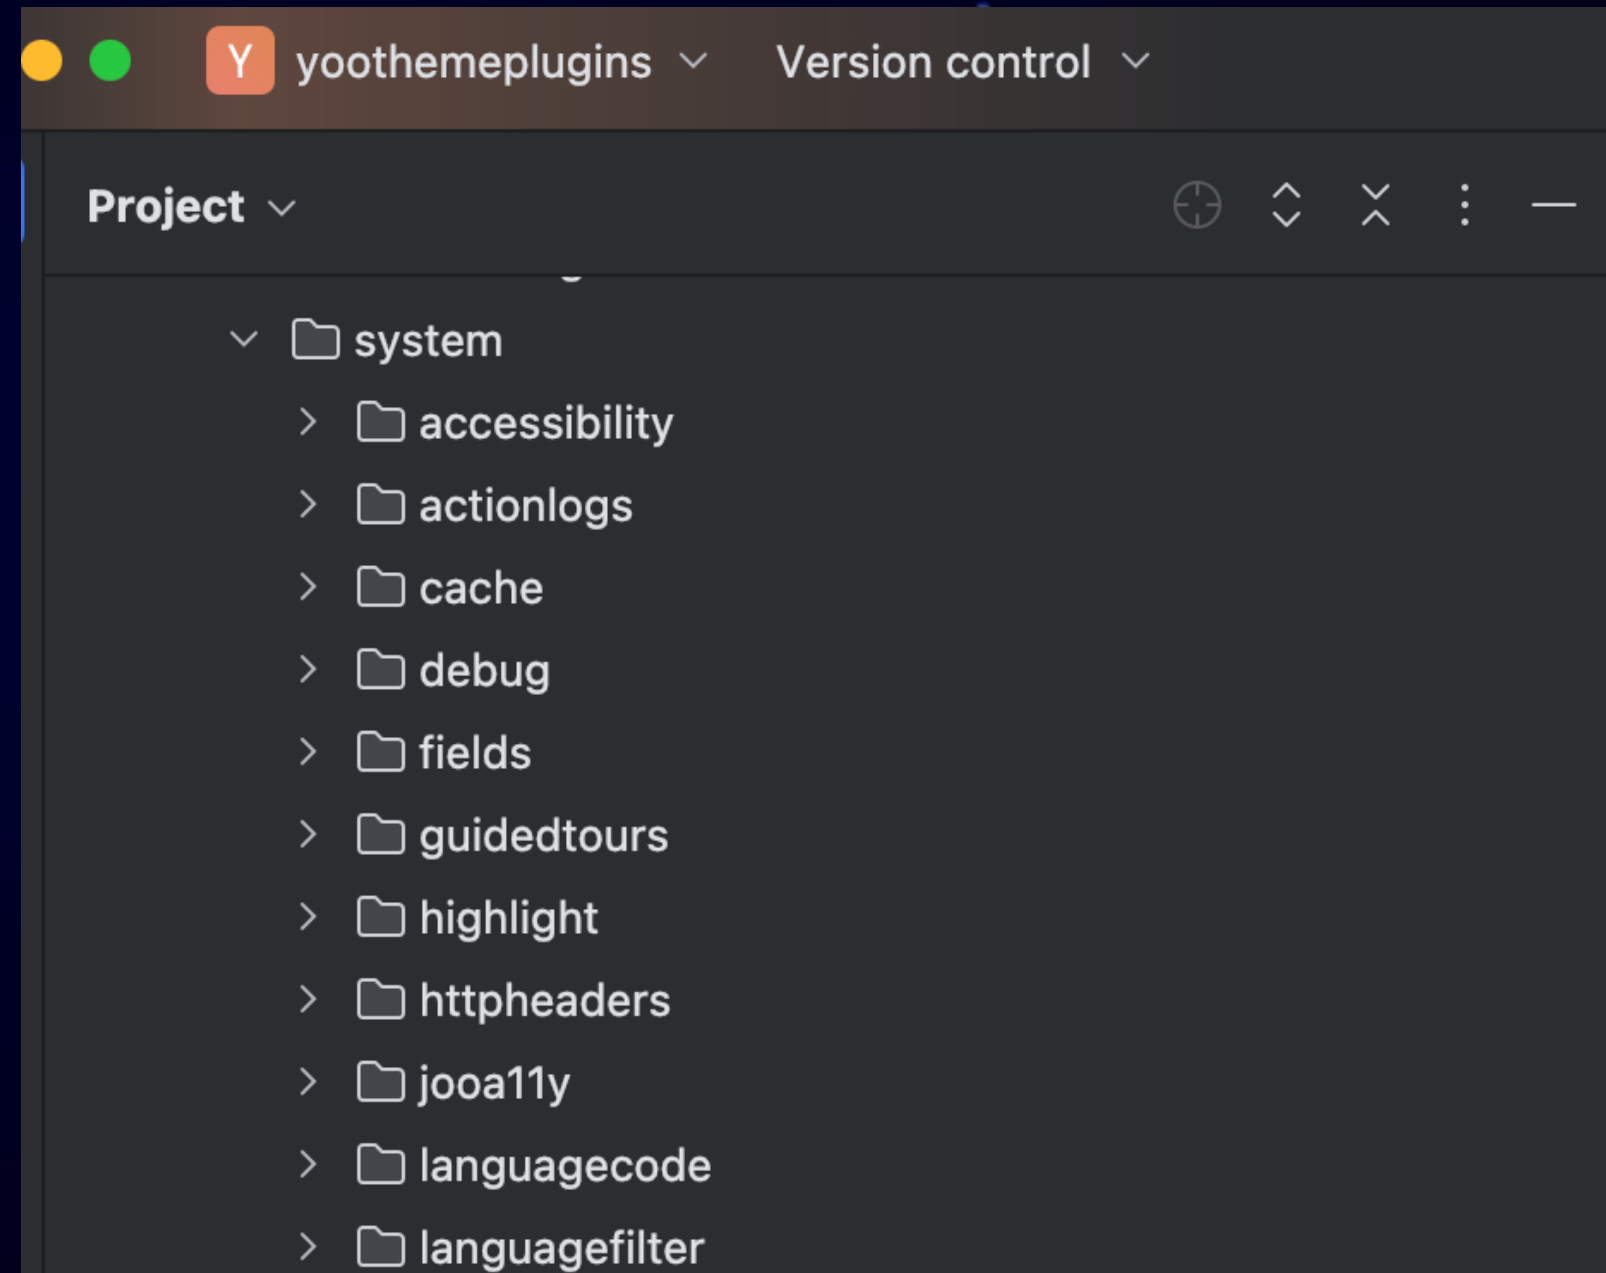 Y yoothemeplugins Version control
Project
system
accessibility
actionlogs
cache
debug
fields
guidedtours
highlight
httpheaders
jooa11y
languagecode
languagefilter